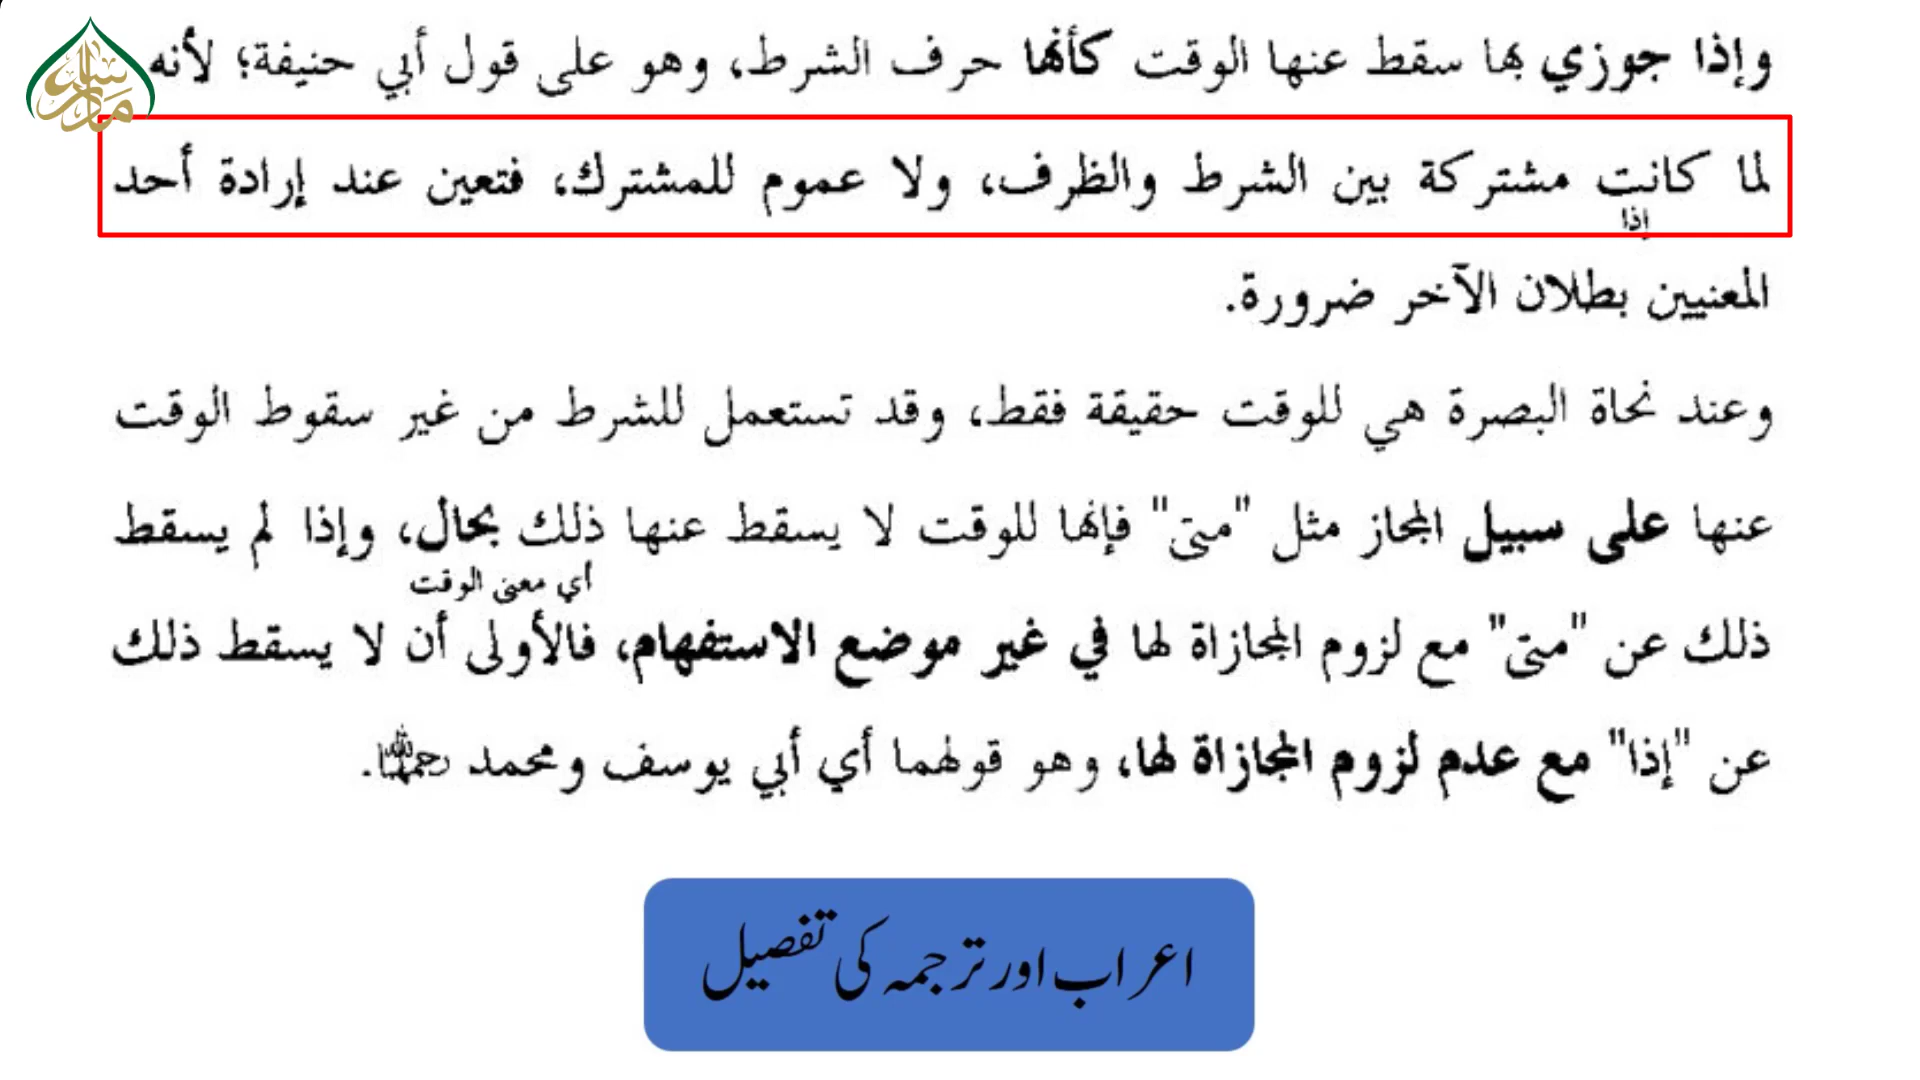 وإذا جوزي بها سقط عنها الوقت كأنها حرف الشرط، وهو على قول أبي حنيفة؛ لأنه
لما كانت مشتركة بين الشرط والظرف، ولا عموم للمشترك، فتعين عند إرادة أحد
إذا
المعنيين بطلان الآخر ضرورة.
وعند نحاة البصرة هي للوقت حقيقة فقط، وقد تستعمل للشرط من غير سقوط الوقت
عنها على سبيل المجاز مثل "متى" فإنها للوقت لا يسقط عنها ذلك بحال، وإذا لم يسقط
أي معنى الوقت
ذلك عن "متى" مع لزوم المجازاة لها في غير موضع الاستفهام، فالأولى أن لا يسقط ذلك
عن "إذا" مع عدم لزوم المجازاة لها، وهو قولهما أي أبي يوسف ومحمد رحمهما الله.
اعراب اور ترجمہ کی تفصیل